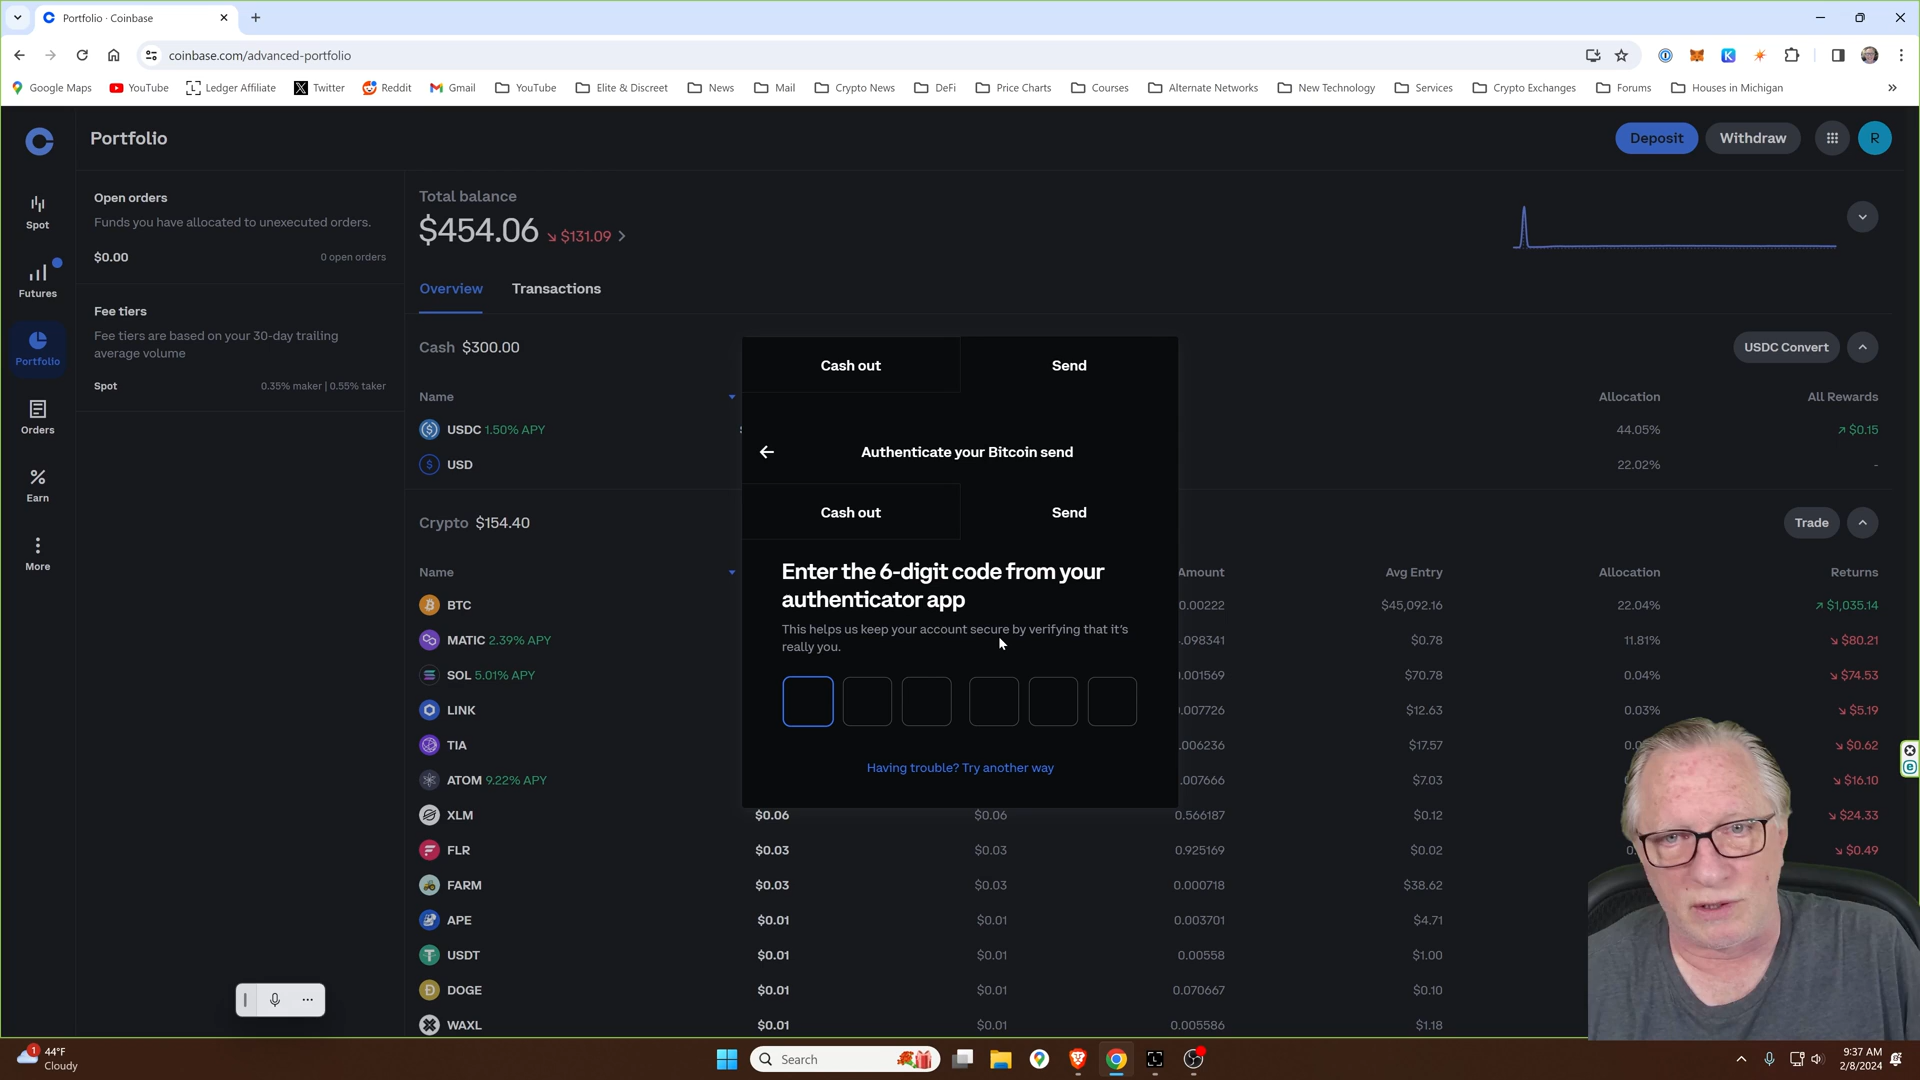 Portfolio · Coinbase
coinbase.com/advanced-portfolio
Google Maps YouTube Ledger Affiliate Twitter Reddit Gmail YouTube Elite & Discreet News Mail Crypto News DeFi Price Charts Courses Alternate Networks New Technology Services Crypto Exchanges Forums Houses in Michigan
Portfolio
Deposit Withdraw R
Spot
Futures
Portfolio
Orders
Earn
More
Open orders
Funds you have allocated to unexecuted orders.
$0.00 0 open orders
Fee tiers
Fee tiers are based on your 30-day trailing
average volume
Spot 0.35% maker | 0.55% taker
Total balance
$454.06 ↘ $131.09
Overview Transactions
Cash $300.00 USDC Convert
Name Allocation All Rewards
USDC 1.50% APY 44.05% ↗ $0.15
USD 22.02% -
Crypto $154.40 Trade
Name Amount Avg Entry Allocation Returns
BTC 0.00222 $45,092.16 22.04% ↗ $1,035.14
MATIC 2.39% APY .098341 $0.78 11.81% ↘ $80.21
SOL 5.01% APY .001569 $70.78 0.04% ↘ $74.53
LINK .007726 $12.63 0.03% ↘ $5.19
TIA .006236 $17.57 ↘ $0.62
ATOM 9.22% APY .007666 $7.03 ↘ $16.10
XLM $0.06 $0.06 0.566187 $0.12 ↘ $24.33
FLR $0.03 $0.03 0.925169 $0.02 ↘ $0.49
FARM $0.03 $0.03 0.000718 $38.62
APE $0.01 $0.01 0.003701 $4.71
USDT $0.01 $0.01 0.00558 $1.00
DOGE $0.01 $0.01 0.070667 $0.10
WAXL $0.01 $0.01 0.005586 $1.18
Cash out Send
Authenticate your Bitcoin send
Cash out Send
Enter the 6-digit code from your
authenticator app
This helps us keep your account secure by verifying that it's
really you.
Having trouble? Try another way
1 44°F
Cloudy
Search
9:37 AM
2/8/2024